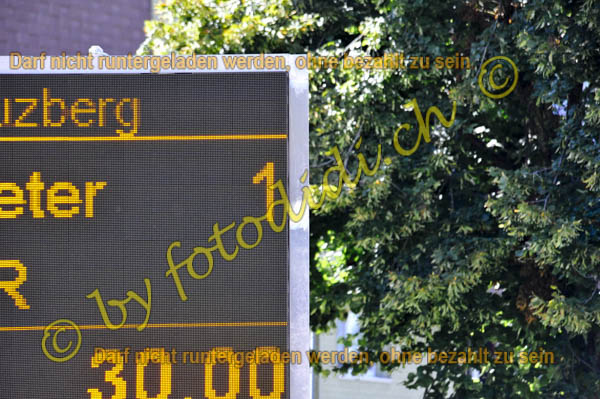 Darf nicht runtergeladen werden, ohne bezahlt zu sein.
uzberg
eter 1
R
© by fotodidi.ch ©
Darf nicht runtergeladen werden, ohne bezahlt zu sein.
30.00